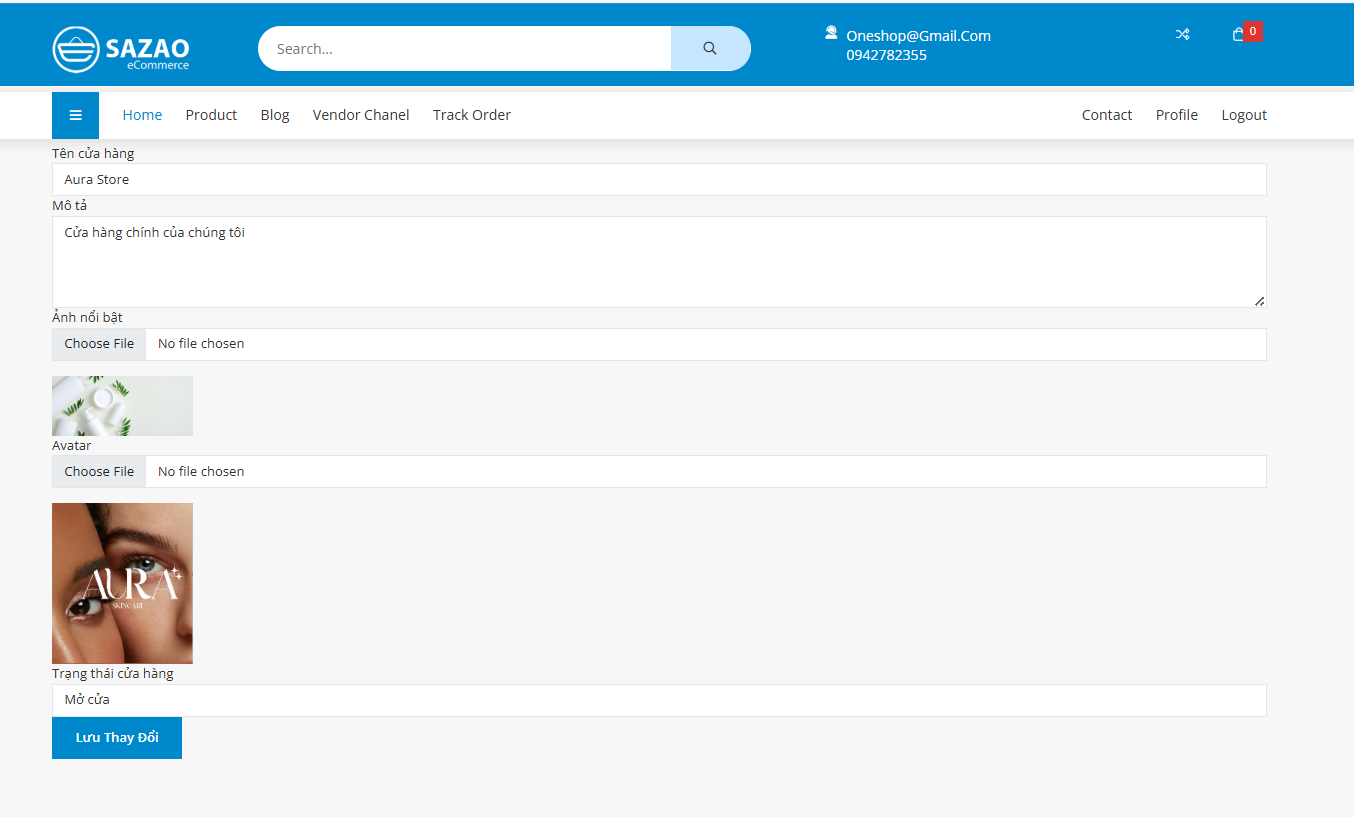 SAZAO
eCommerce
Search...
Oneshop@Gmail.Com
0942782355
0
Home Product Blog Vendor Chanel Track Order Contact Profile Logout
Tên cửa hàng
Aura Store
Mô tả
Cửa hàng chính của chúng tôi
Ảnh nổi bật
Choose File No file chosen
Avatar
Choose File No file chosen
AURA
SKINCARE
Trạng thái cửa hàng
Mở cửa
Lưu Thay Đổi